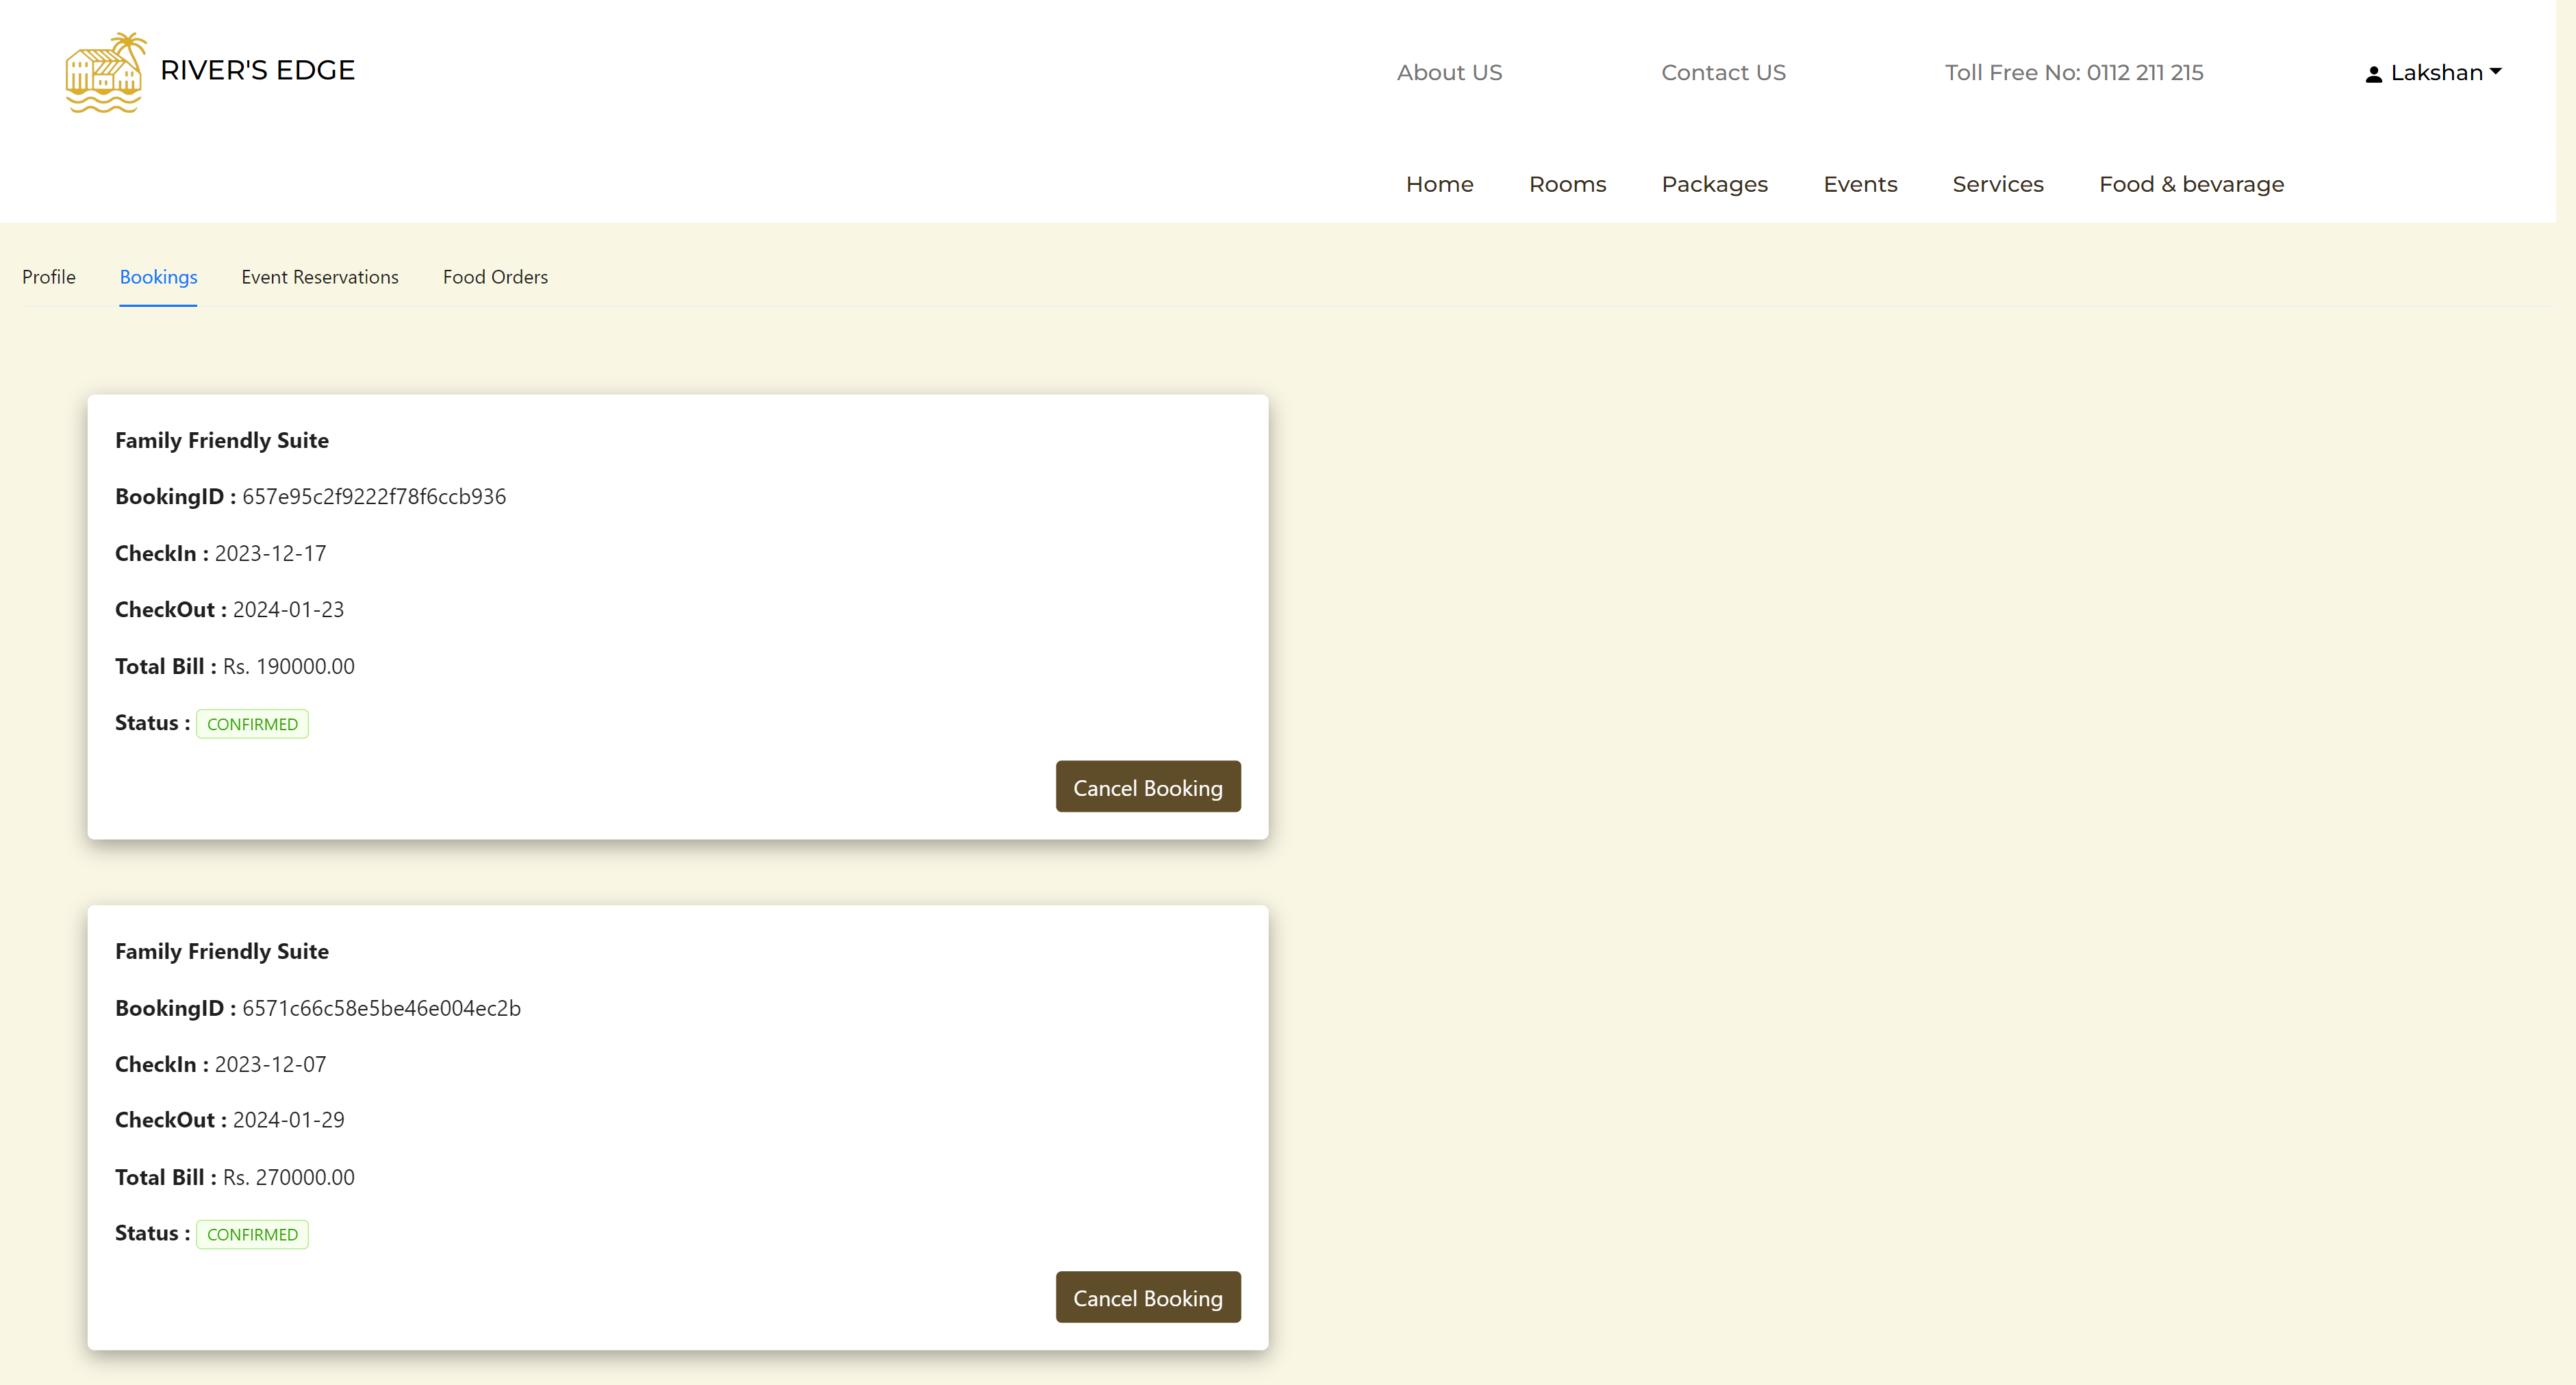 RIVER'S EDGE
About US Contact US Toll Free No: 0112 211 215 Lakshan
Home Rooms Packages Events Services Food & bevarage
Profile Bookings Event Reservations Food Orders
Family Friendly Suite
BookingID : 657e95c2f9222f78f6ccb936
CheckIn : 2023-12-17
CheckOut : 2024-01-23
Total Bill : Rs. 190000.00
Status : CONFIRMED
Cancel Booking
Family Friendly Suite
BookingID : 6571c66c58e5be46e004ec2b
CheckIn : 2023-12-07
CheckOut : 2024-01-29
Total Bill : Rs. 270000.00
Status : CONFIRMED
Cancel Booking